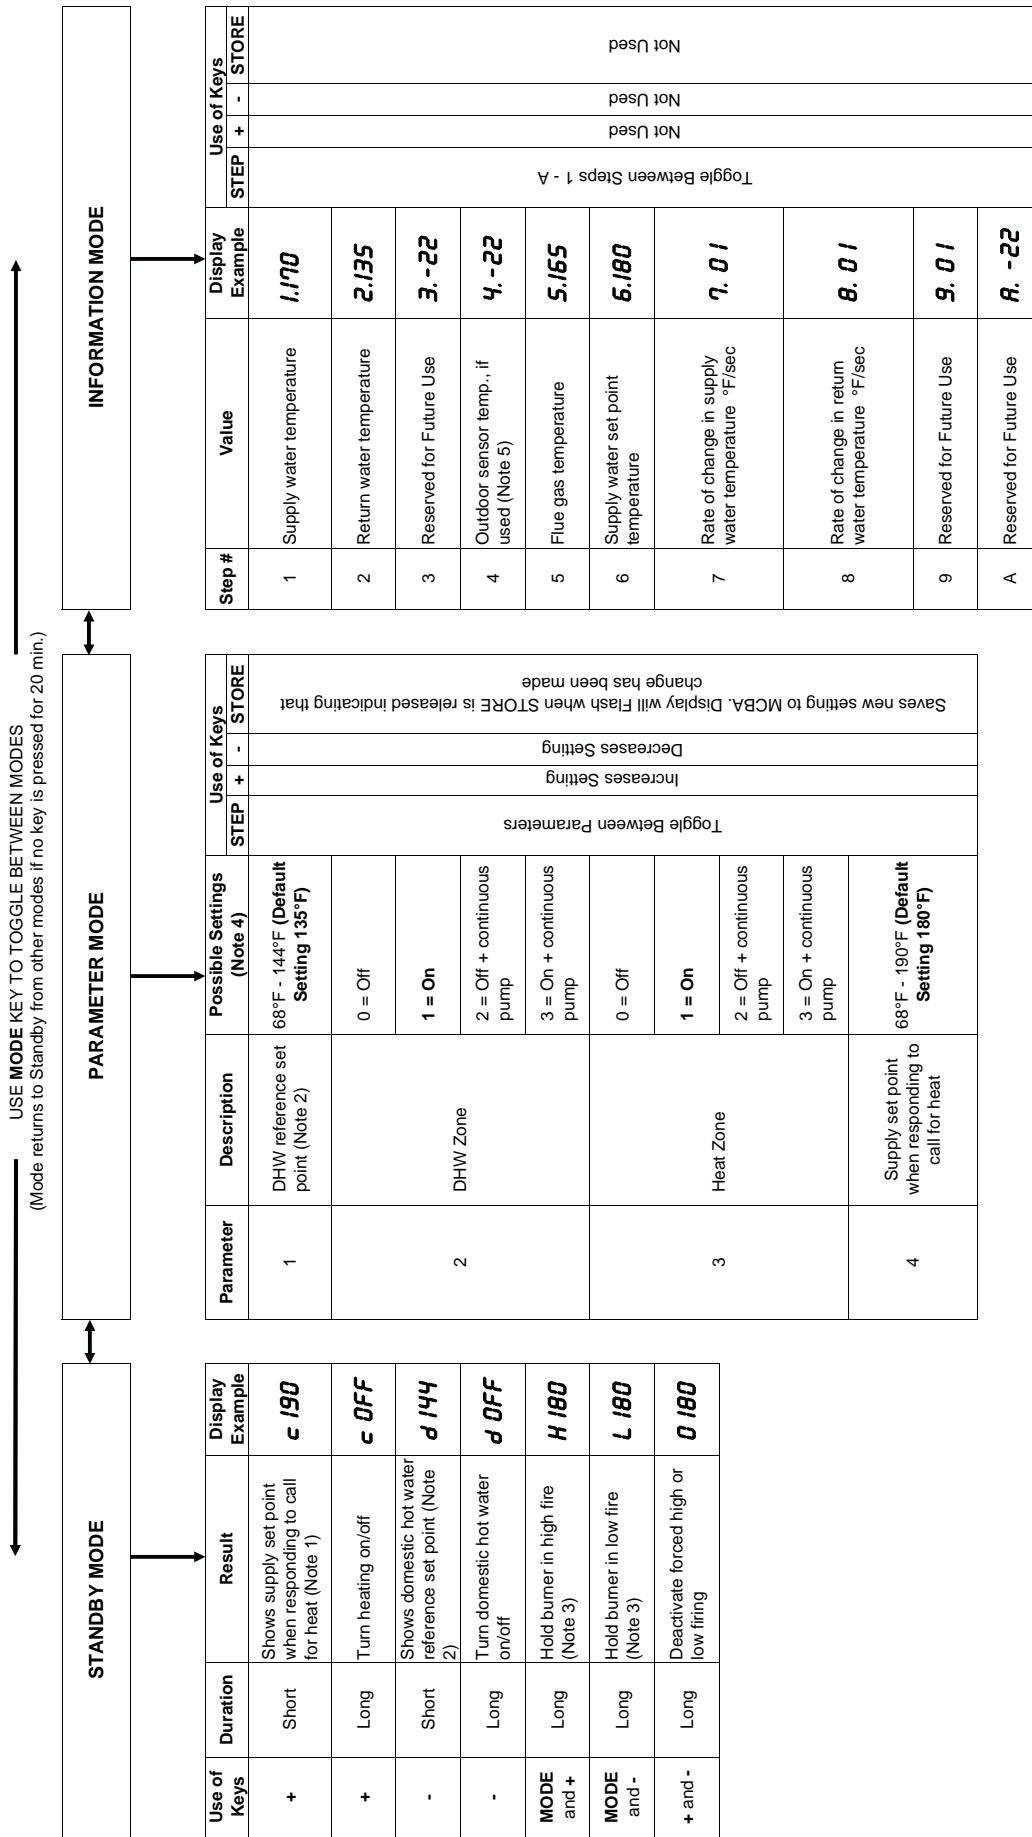 USE MODE KEY TO TOGGLE BETWEEN MODES
(Mode returns to Standby from other modes if no key is pressed for 20 min.)
STANDBY MODE
Use of Keys Duration Result Display Example
+ Short Shows supply set point when responding to call for heat (Note 1) c 190
+ Long Turn heating on/off c OFF
- Short Shows domestic hot water reference set point (Note 2) d 144
- Long Turn domestic hot water on/off d OFF
MODE and + Long Hold burner in high fire (Note 3) H 180
MODE and - Long Hold burner in low fire (Note 3) L 180
+ and - Long Deactivate forced high or low firing 0 180
PARAMETER MODE
Parameter Description Possible Settings (Note 4) Use of Keys
STEP + - STORE
1 DHW reference set point (Note 2) 68°F - 144°F (Default Setting 135°F)
2 DHW Zone 0 = Off
1 = On
2 = Off + continuous pump
3 = On + continuous pump
3 Heat Zone 0 = Off
1 = On
2 = Off + continuous pump
3 = On + continuous pump
4 Supply set point when responding to call for heat 68°F - 190°F (Default Setting 180°F)
Toggle Between Parameters
Increases Setting
Decreases Setting
Saves new setting to MCBA. Display will Flash when STORE is released indicating that change has been made
INFORMATION MODE
Step # Value Display Example Use of Keys
STEP + - STORE
1 Supply water temperature 1.170
2 Return water temperature 2.135
3 Reserved for Future Use 3.-22
4 Outdoor sensor temp., if used (Note 5) 4.-22
5 Flue gas temperature 5.165
6 Supply water set point temperature 6.180
7 Rate of change in supply water temperature °F/sec 7. 01
8 Rate of change in return water temperature °F/sec 8. 01
9 Reserved for Future Use 9. 01
A Reserved for Future Use A. -22
Toggle Between Steps 1 - A
Not Used
Not Used
Not Used